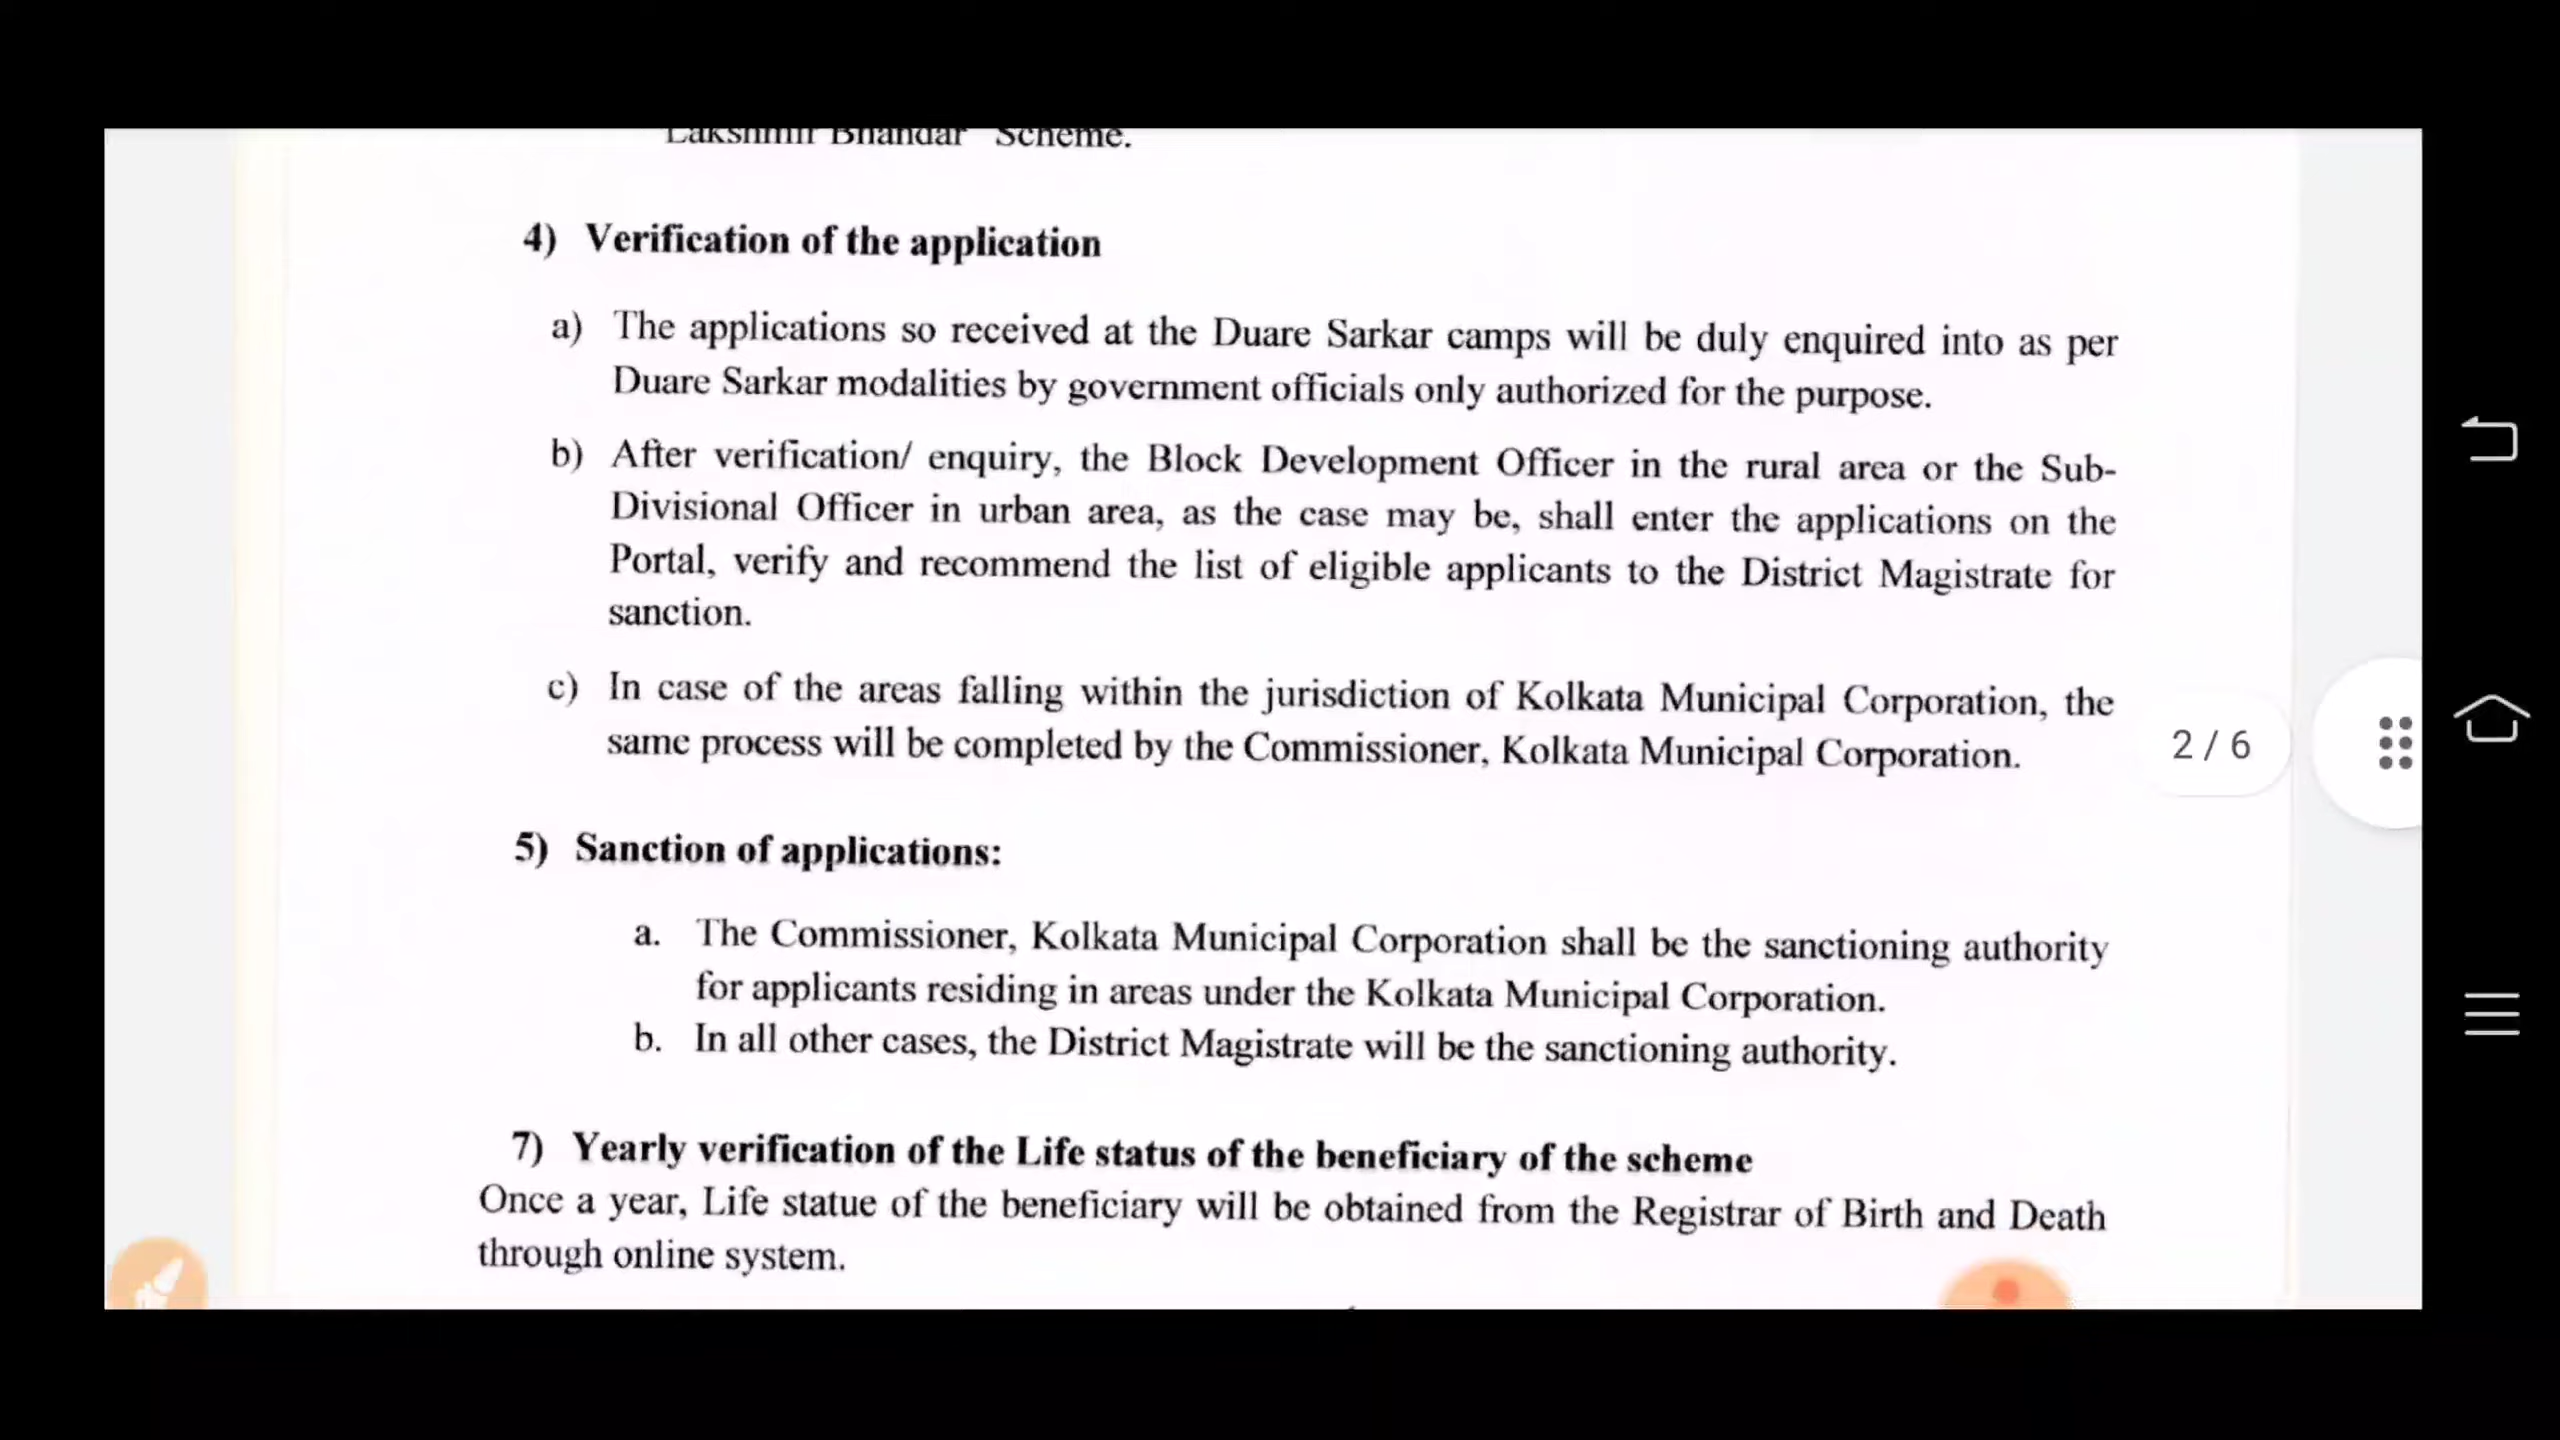 Lakshmir Bhandar Scheme.
4) Verification of the application
a) The applications so received at the Duare Sarkar camps will be duly enquired into as per
Duare Sarkar modalities by government officials only authorized for the purpose.
b) After verification/ enquiry, the Block Development Officer in the rural area or the Sub-
Divisional Officer in urban area, as the case may be, shall enter the applications on the
Portal, verify and recommend the list of eligible applicants to the District Magistrate for
sanction.
c) In case of the areas falling within the jurisdiction of Kolkata Municipal Corporation, the
same process will be completed by the Commissioner, Kolkata Municipal Corporation.
2 / 6
5) Sanction of applications:
a. The Commissioner, Kolkata Municipal Corporation shall be the sanctioning authority
for applicants residing in areas under the Kolkata Municipal Corporation.
b. In all other cases, the District Magistrate will be the sanctioning authority.
7) Yearly verification of the Life status of the beneficiary of the scheme
Once a year, Life statue of the beneficiary will be obtained from the Registrar of Birth and Death
through online system.